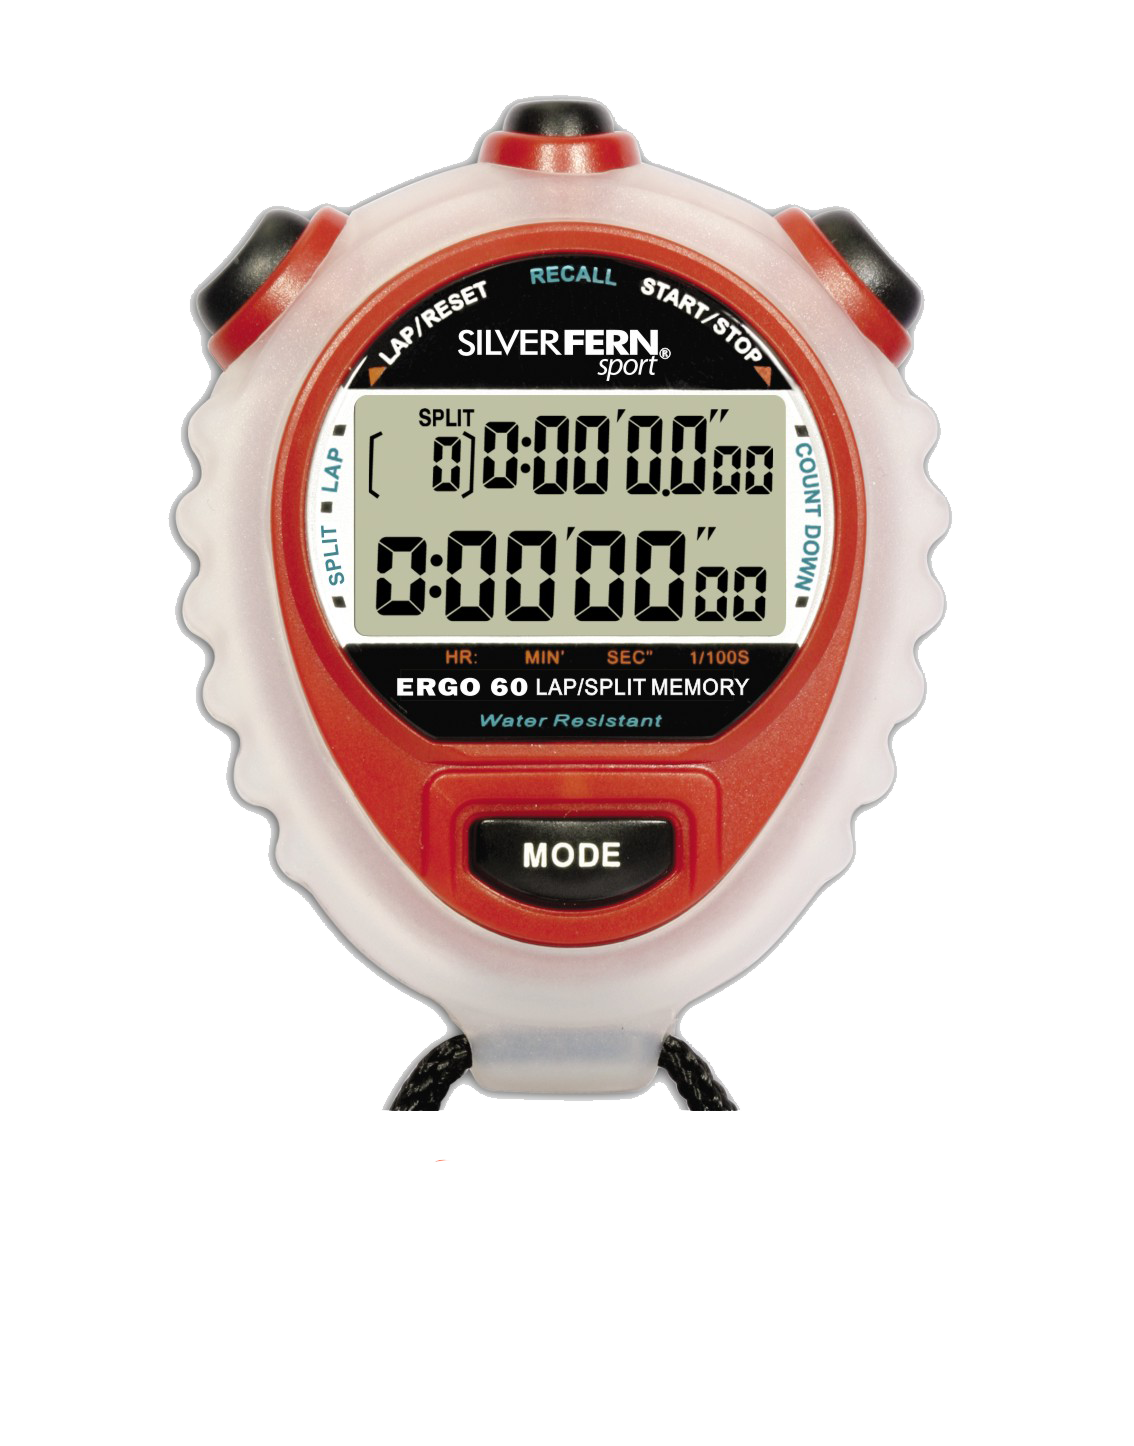 RECALL
LAP/RESET
START/STOP
SILVERFERN®
sport
SPLIT
0 0:00'0.0"00
0:00'00"00
SPLIT LAP
COUNT DOWN
HR: MIN' SEC" 1/100S
ERGO 60 LAP/SPLIT MEMORY
Water Resistant
MODE